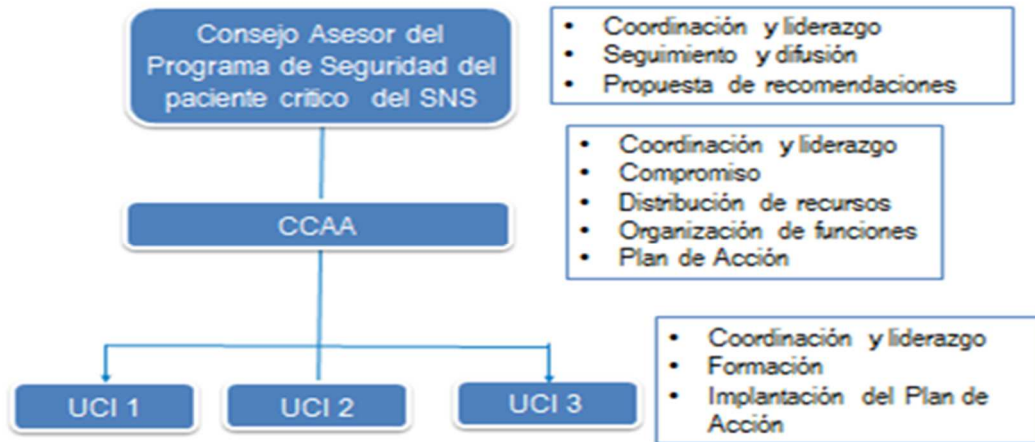 Consejo Asesor del
Programa de Seguridad del
paciente critico del SNS
• Coordinación y liderazgo
• Seguimiento y difusión
• Propuesta de recomendaciones
CCAA
• Coordinación y liderazgo
• Compromiso
• Distribución de recursos
• Organización de funciones
• Plan de Acción
UCI 1
UCI 2
UCI 3
• Coordinación y liderazgo
• Formación
• Implantación del Plan de
Acción